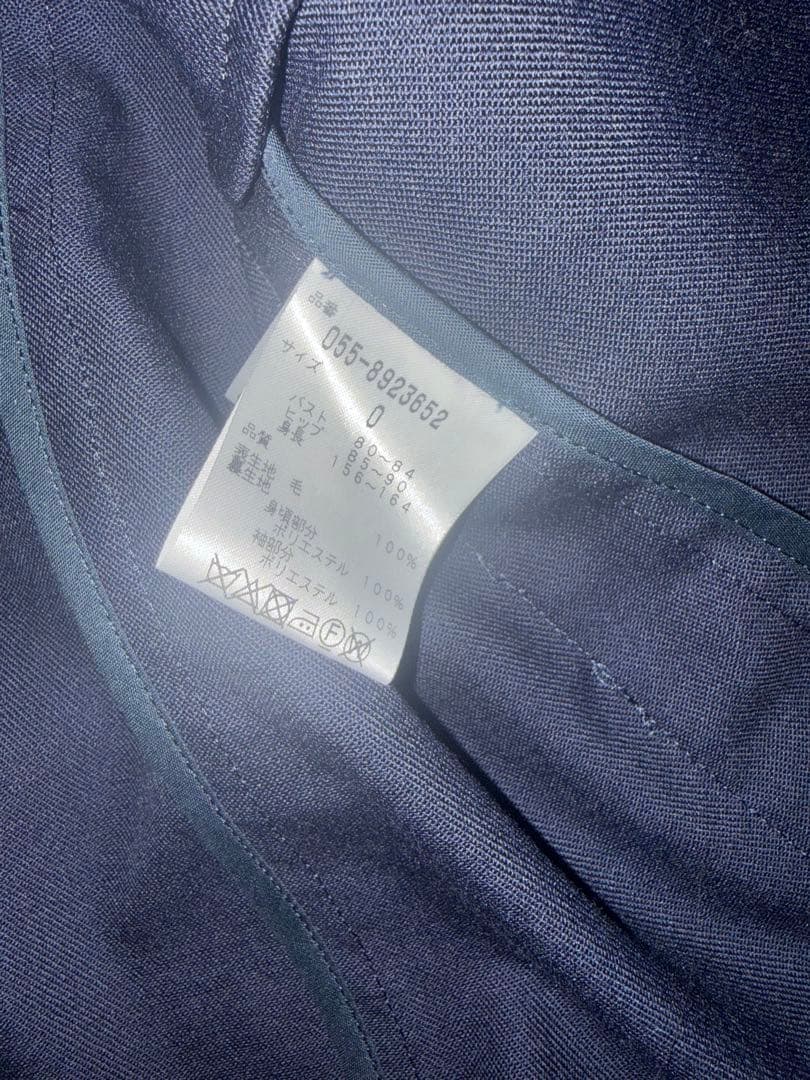 品番
055-8923652
サイズ
0
バスト 80~84
ヒップ 85~90
身長 156~164
品質
表生地
毛 100%
裏生地
身頃部分
ポリエステル 100%
袖部分
ポリエステル 100%
F
W